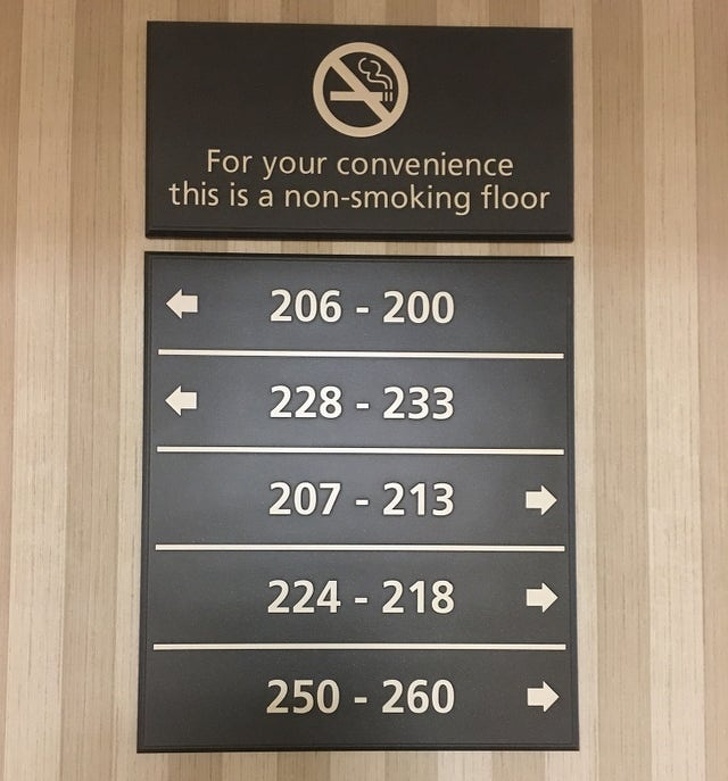 For your convenience
this is a non-smoking floor
206 - 200
228 - 233
207 - 213
224 - 218
250 - 260